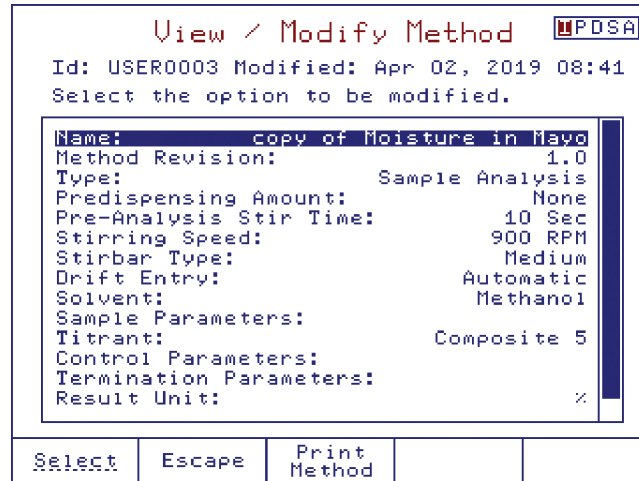 View / Modify Method
PDSA
Id: USER0003 Modified: Apr 02, 2019 08:41
Select the option to be modified.
Name: copy of Moisture in Mayo
Method Revision: 1.0
Type: Sample Analysis
Predispensing Amount: None
Pre-Analysis Stir Time: 10 Sec
Stirring Speed: 900 RPM
Stirbar Type: Medium
Drift Entry: Automatic
Solvent: Methanol
Sample Parameters:
Titrant: Composite 5
Control Parameters:
Termination Parameters:
Result Unit: %
Select
Escape
Print
Method